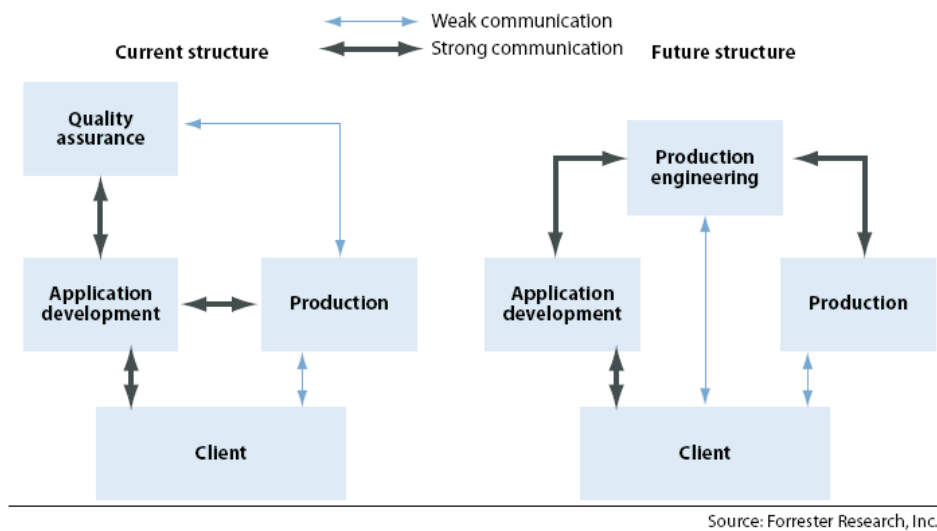 Weak communication
Strong communication
Current structure
Future structure
Quality
assurance
Production
engineering
Application
development
Production
Application
development
Production
Client
Client
Source: Forrester Research, Inc.